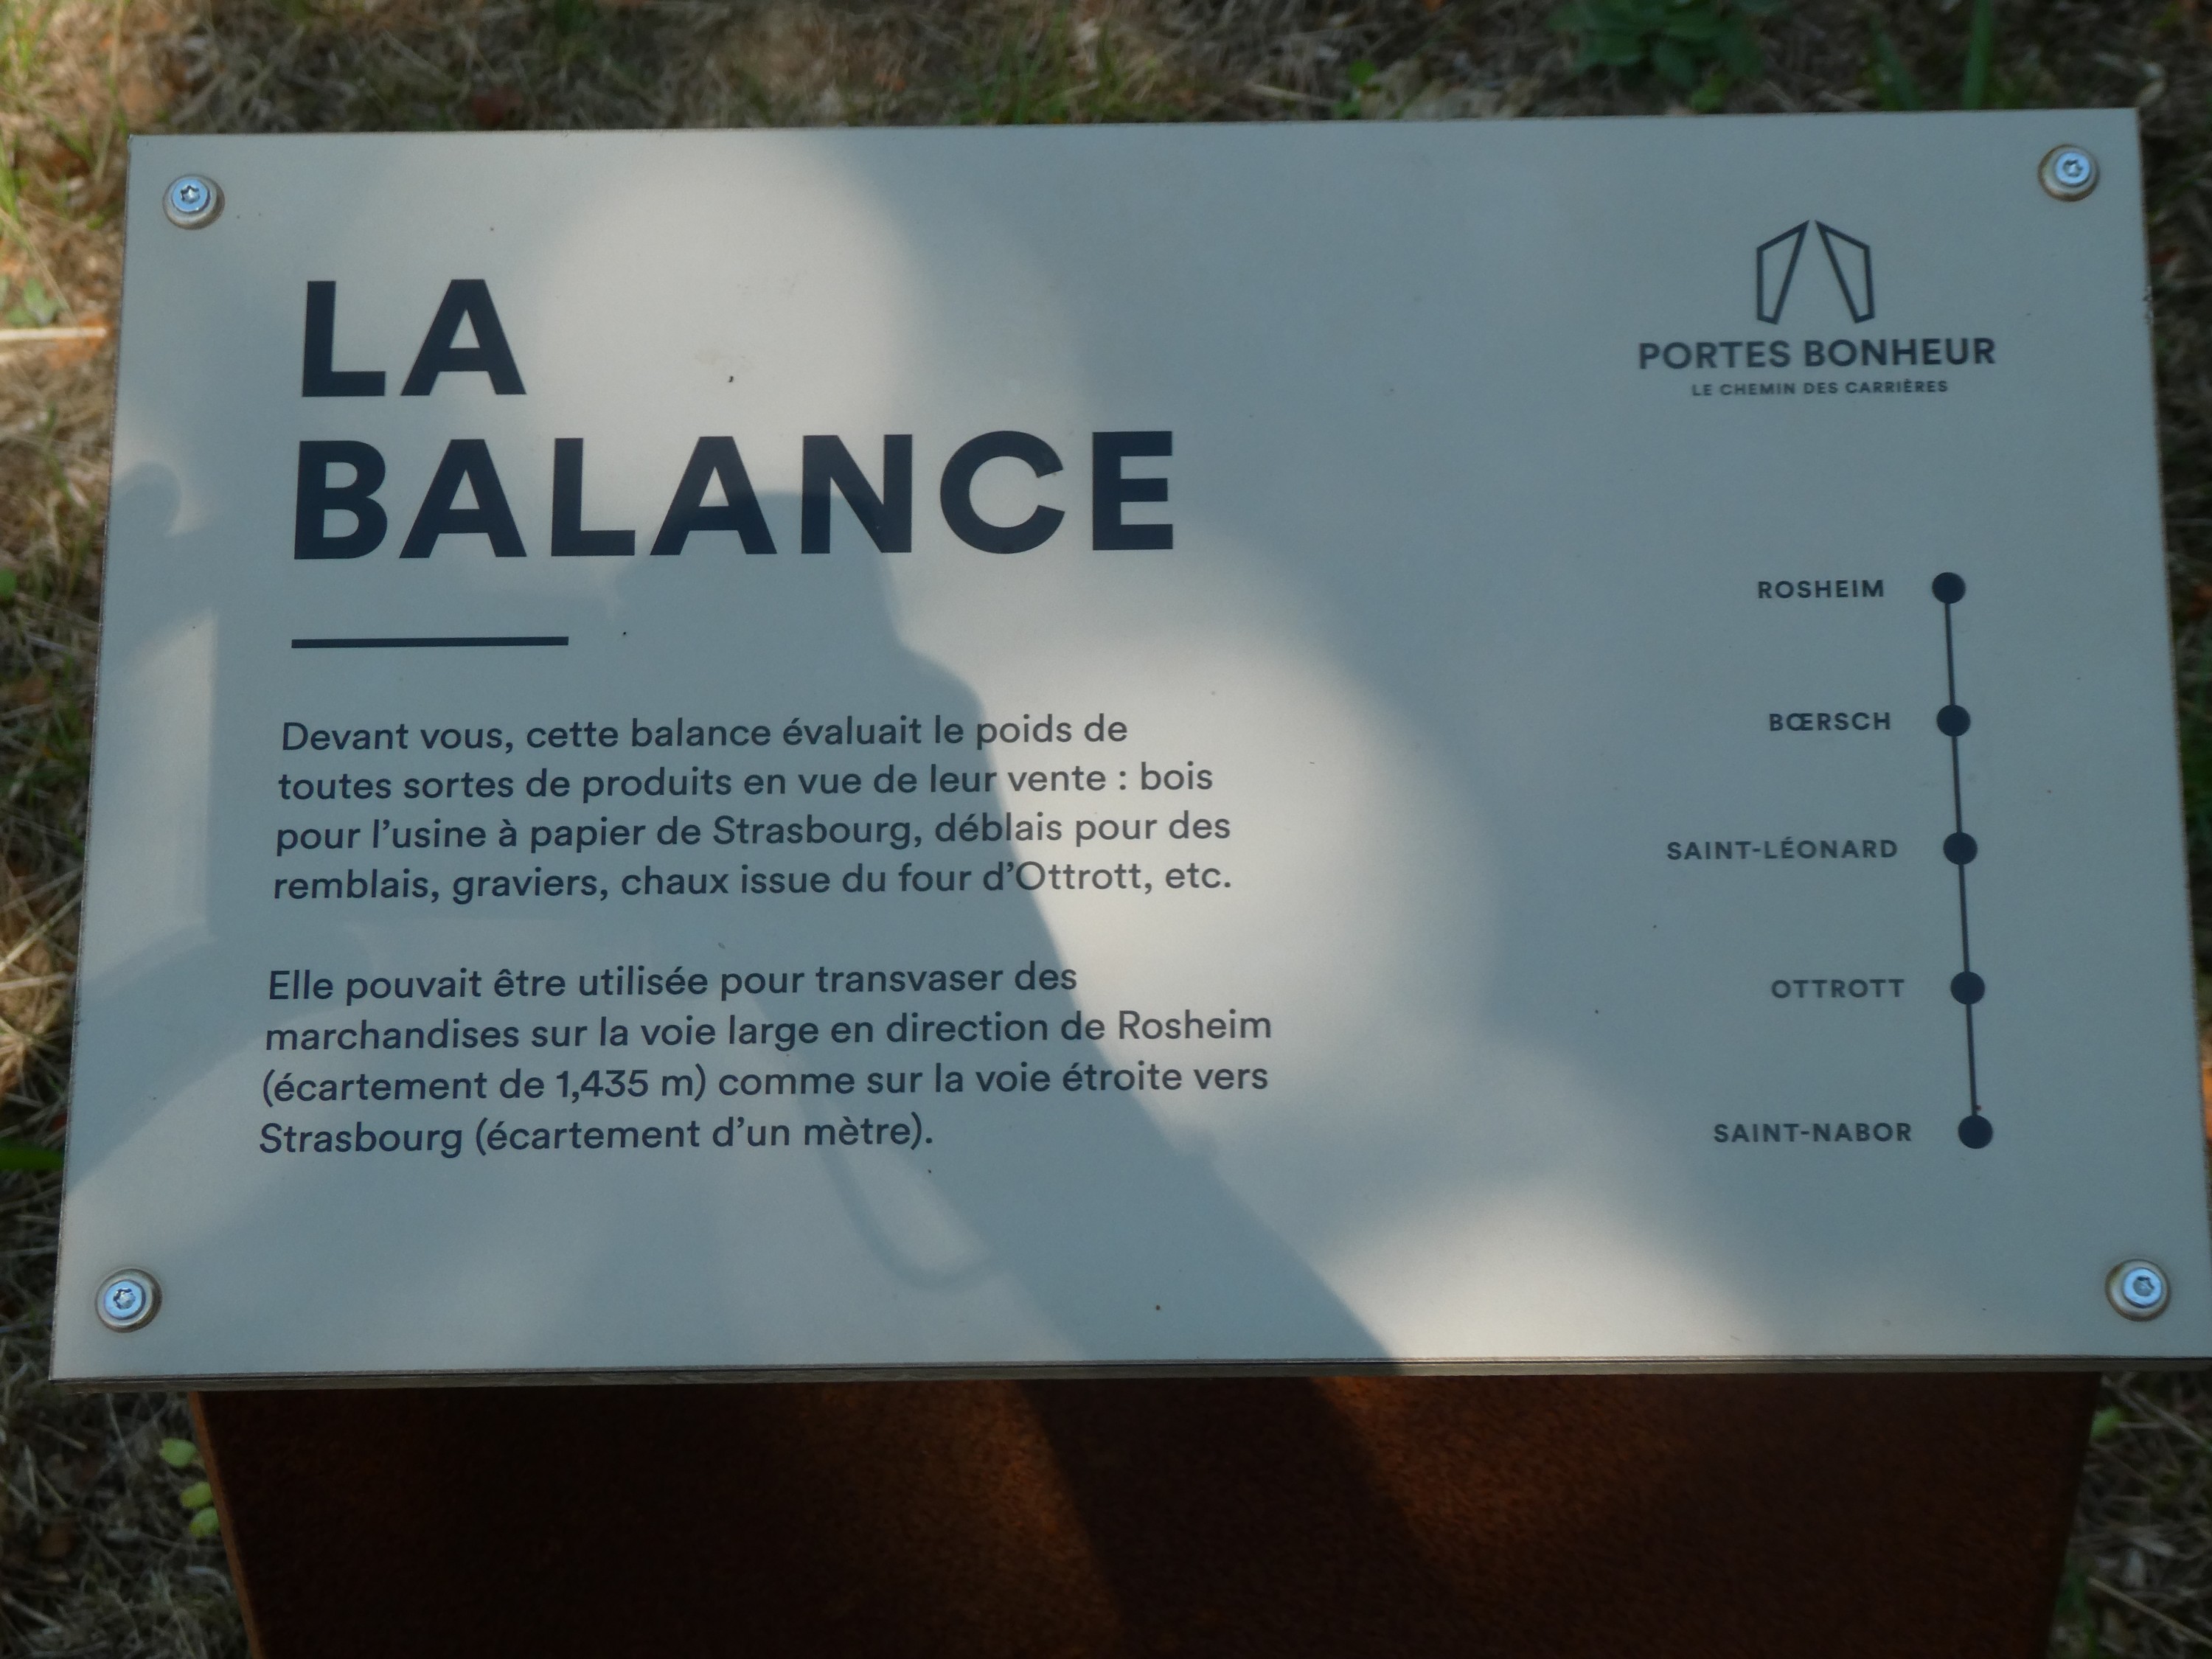 LA
BALANCE
Devant vous, cette balance évaluait le poids de
toutes sortes de produits en vue de leur vente : bois
pour l’usine à papier de Strasbourg, déblais pour des
remblais, graviers, chaux issue du four d’Ottrott, etc.
Elle pouvait être utilisée pour transvaser des
marchandises sur la voie large en direction de Rosheim
(écartement de 1,435 m) comme sur la voie étroite vers
Strasbourg (écartement d’un mètre).
PORTES BONHEUR
LE CHEMIN DES CARRIÈRES
ROSHEIM
BŒRSCH
SAINT-LÉONARD
OTTROTT
SAINT-NABOR